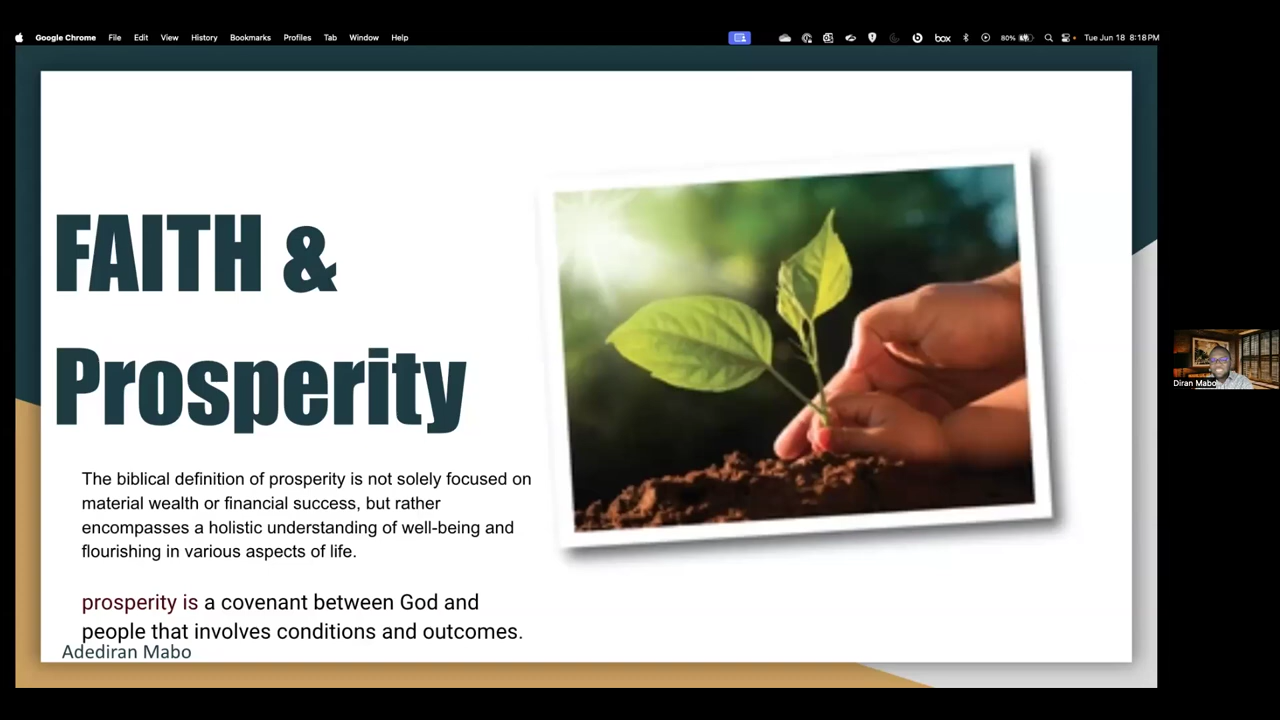 Google Chrome File Edit View History Bookmarks Profiles Tab Window Help box 80% Tue Jun 18 8:18 PM
FAITH &
Prosperity
The biblical definition of prosperity is not solely focused on
material wealth or financial success, but rather
encompasses a holistic understanding of well-being and
flourishing in various aspects of life.
prosperity is a covenant between God and
people that involves conditions and outcomes.
Adediran Mabo
Diran Mabo